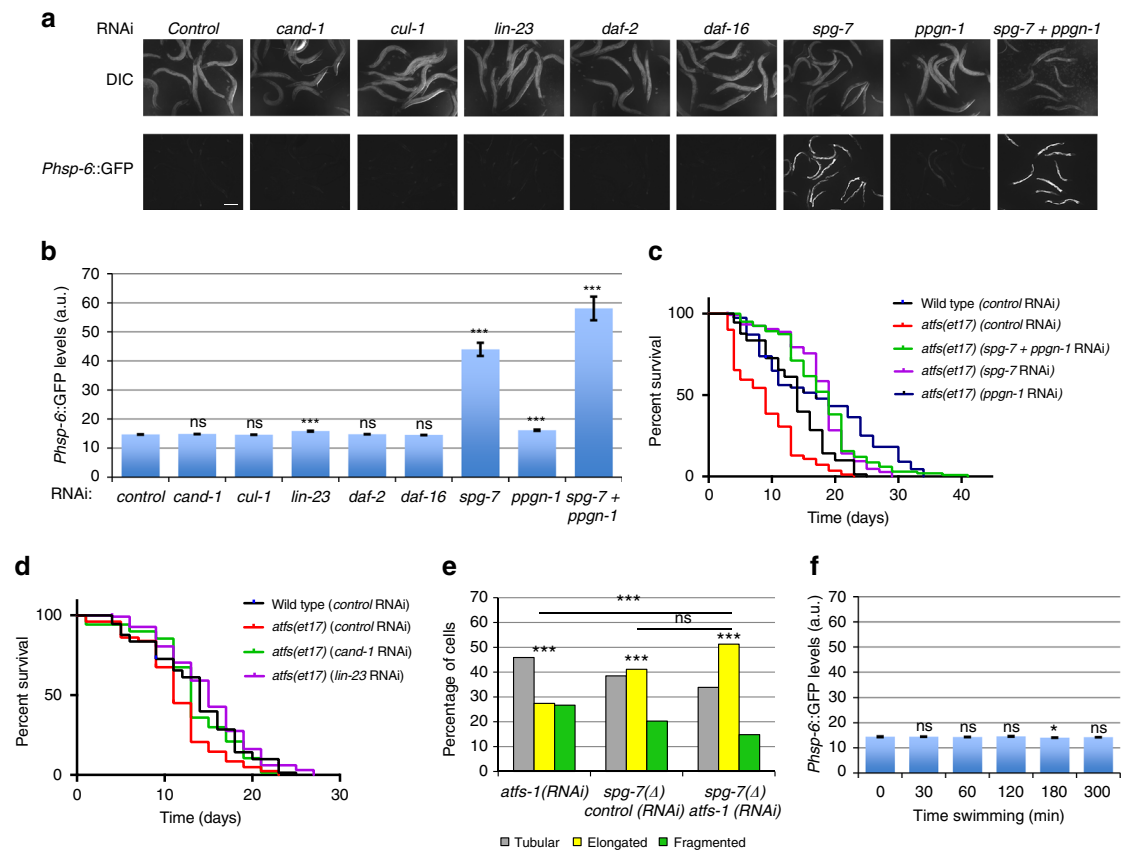 a
RNAi Control cand-1 cul-1 lin-23 daf-2 daf-16 spg-7 ppgn-1 spg-7 + ppgn-1
DIC
Phsp-6::GFP
b
Phsp-6::GFP levels (a.u.)
70
60
50
40
30
20
10
0
ns ns *** ns ns *** *** ***
RNAi: control cand-1 cul-1 lin-23 daf-2 daf-16 spg-7 ppgn-1 spg-7 +
ppgn-1
c
Percent survival
100
50
0
0 10 20 30 40
Time (days)
Wild type (control RNAi)
atfs(et17) (control RNAi)
atfs(et17) (spg-7 + ppgn-1 RNAi)
atfs(et17) (spg-7 RNAi)
atfs(et17) (ppgn-1 RNAi)
d
Percent survival
100
50
0
0 10 20 30
Time (days)
Wild type (control RNAi)
atfs(et17) (control RNAi)
atfs(et17) (cand-1 RNAi)
atfs(et17) (lin-23 RNAi)
e
Percentage of cells
70
60
50
40
30
20
10
0
***
ns
*** *** ***
atfs-1(RNAi) spg-7(Δ) spg-7(Δ)
control (RNAi) atfs-1 (RNAi)
Tubular Elongated Fragmented
f
Phsp-6::GFP levels (a.u.)
70
60
50
40
30
20
10
0
ns ns ns * ns
0 30 60 120 180 300
Time swimming (min)